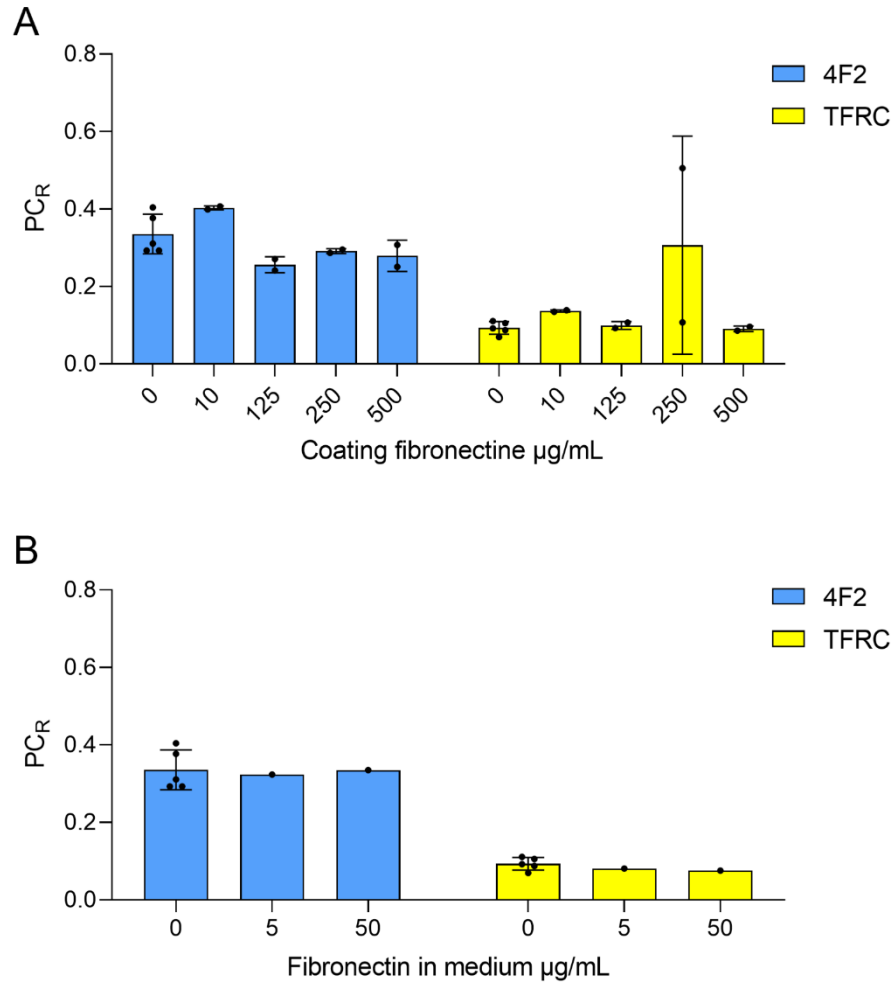 A
0.8
0.6
0.4
0.2
0.0
PCR
4F2
TFRC
0 10 125 250 500 0 10 125 250 500
Coating fibronectine µg/mL
B
0.8
0.6
0.4
0.2
0.0
PCR
4F2
TFRC
0 5 50 0 5 50
Fibronectin in medium µg/mL